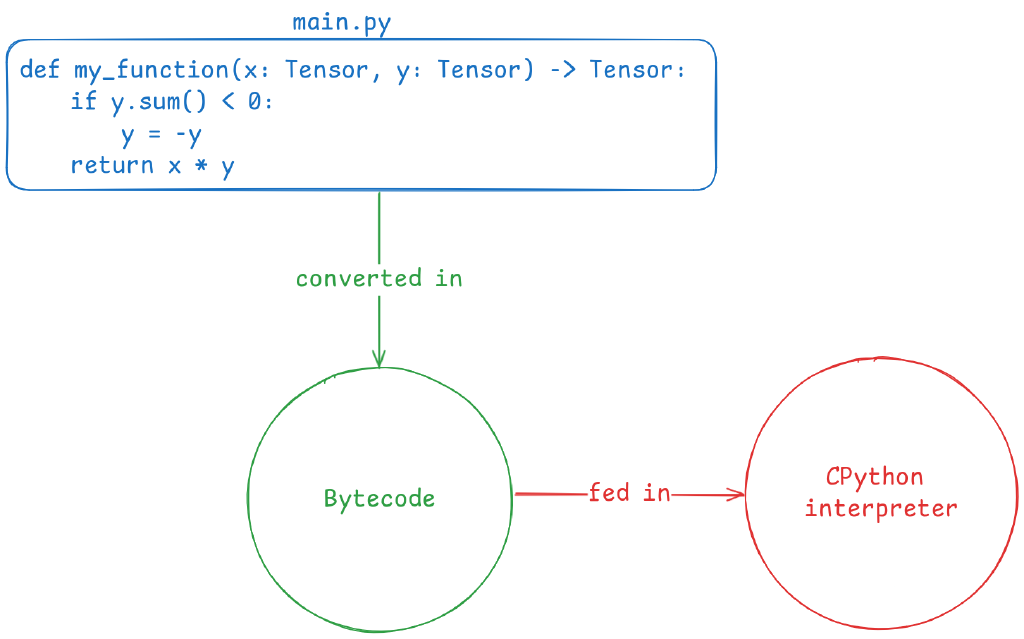 main.py
def my_function(x: Tensor, y: Tensor) -> Tensor:
if y.sum() < 0:
y = -y
return x * y
converted in
Bytecode
fed in
CPython
interpreter